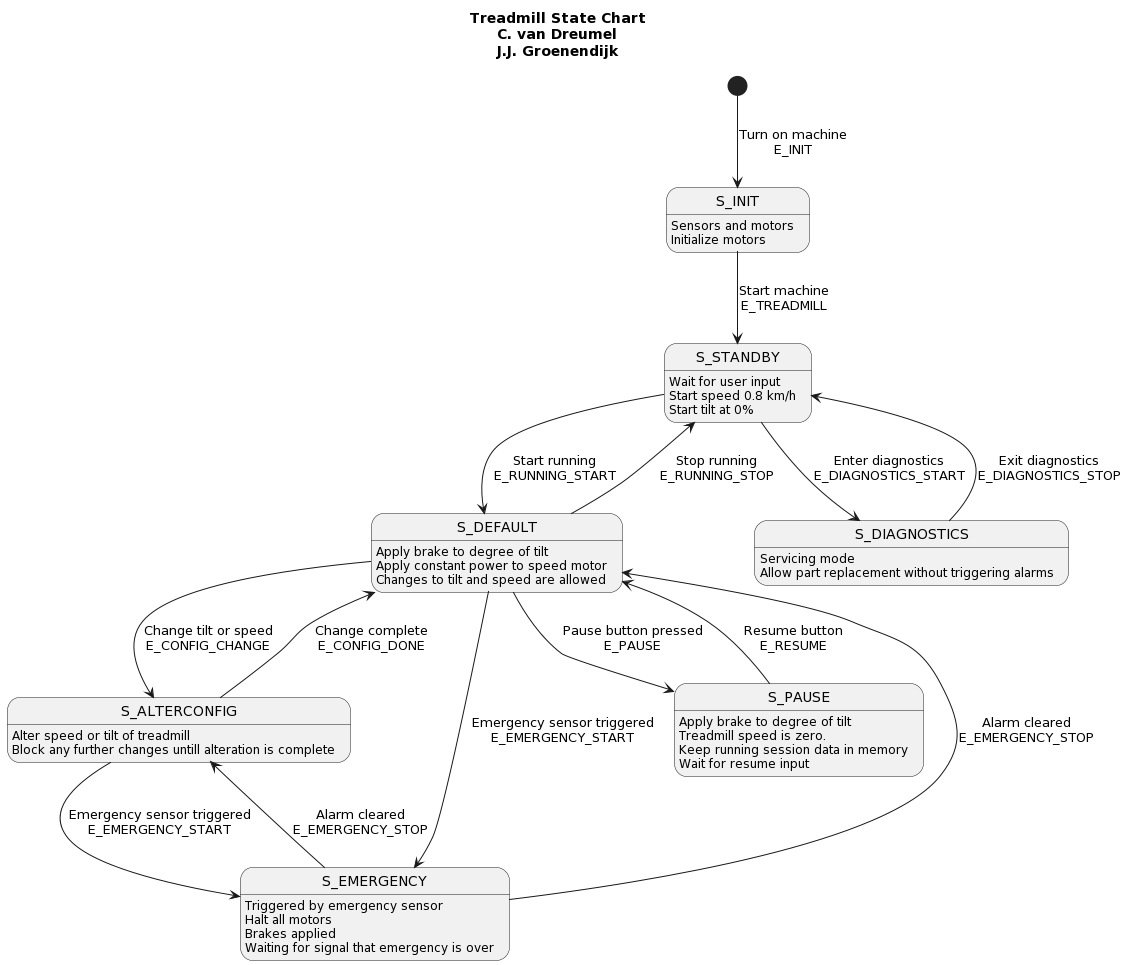 Treadmill State Chart
C. van Dreumel
J.J. Groenendijk
Turn on machine
E_INIT
S_INIT
Sensors and motors
Initialize motors
Start machine
E_TREADMILL
S_STANDBY
Wait for user input
Start speed 0.8 km/h
Start tilt at 0%
Start running
E_RUNNING_START
Stop running
E_RUNNING_STOP
Enter diagnostics
E_DIAGNOSTICS_START
Exit diagnostics
E_DIAGNOSTICS_STOP
S_DEFAULT
Apply brake to degree of tilt
Apply constant power to speed motor
Changes to tilt and speed are allowed
S_DIAGNOSTICS
Servicing mode
Allow part replacement without triggering alarms
Change tilt or speed
E_CONFIG_CHANGE
Change complete
E_CONFIG_DONE
Pause button pressed
E_PAUSE
Resume button
E_RESUME
S_ALTERCONFIG
Alter speed or tilt of treadmill
Block any further changes untill alteration is complete
Emergency sensor triggered
E_EMERGENCY_START
S_PAUSE
Apply brake to degree of tilt
Treadmill speed is zero.
Keep running session data in memory
Wait for resume input
Alarm cleared
E_EMERGENCY_STOP
Emergency sensor triggered
E_EMERGENCY_START
Alarm cleared
E_EMERGENCY_STOP
S_EMERGENCY
Triggered by emergency sensor
Halt all motors
Brakes applied
Waiting for signal that emergency is over